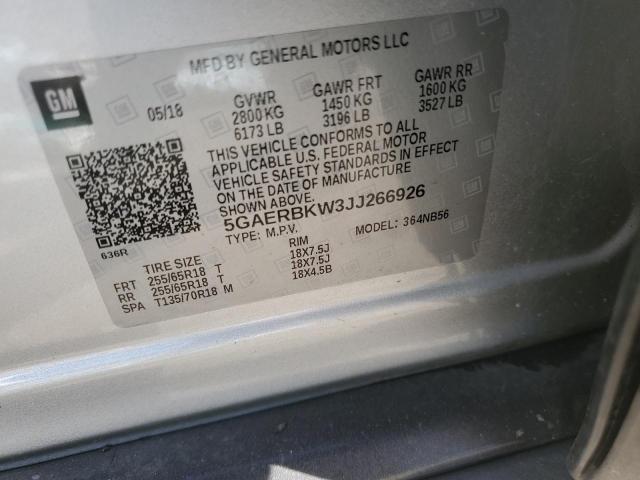 MFD BY GENERAL MOTORS LLC
GM
05/18
GVWR
2800 KG
6173 LB
GAWR FRT
1450 KG
3196 LB
GAWR RR
1600 KG
3527 LB
THIS VEHICLE CONFORMS TO ALL
APPLICABLE U.S. FEDERAL MOTOR
VEHICLE SAFETY STANDARDS IN EFFECT
ON THE DATE OF MANUFACTURE
SHOWN ABOVE.
5GAERBKW3JJ266926
TYPE: M.P.V. MODEL: 364NB56
636R
TIRE SIZE RIM
FRT 255/65R18 T 18X7.5J
RR 255/65R18 T 18X7.5J
SPA T135/70R18 M 18X4.5B